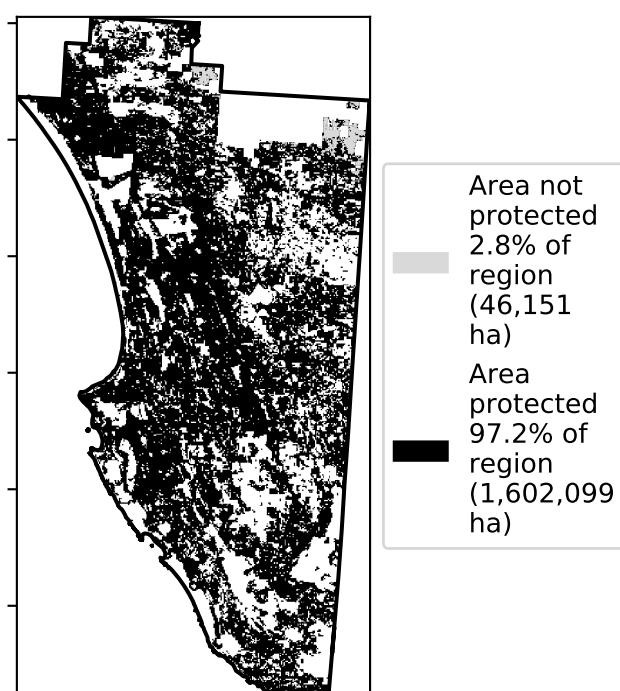 Area not
protected
2.8% of
region
(46,151
ha)
Area
protected
97.2% of
region
(1,602,099
ha)